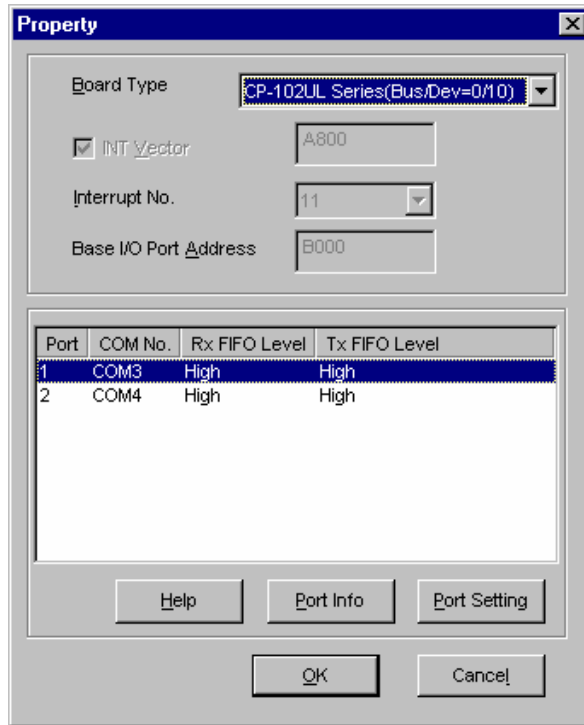 Property
Board Type CP-102UL Series(Bus/Dev=0/10)
INT Vector A800
Interrupt No. 11
Base I/O Port Address B000
Port COM No. Rx FIFO Level Tx FIFO Level
1 COM3 High High
2 COM4 High High
Help Port Info Port Setting
OK Cancel